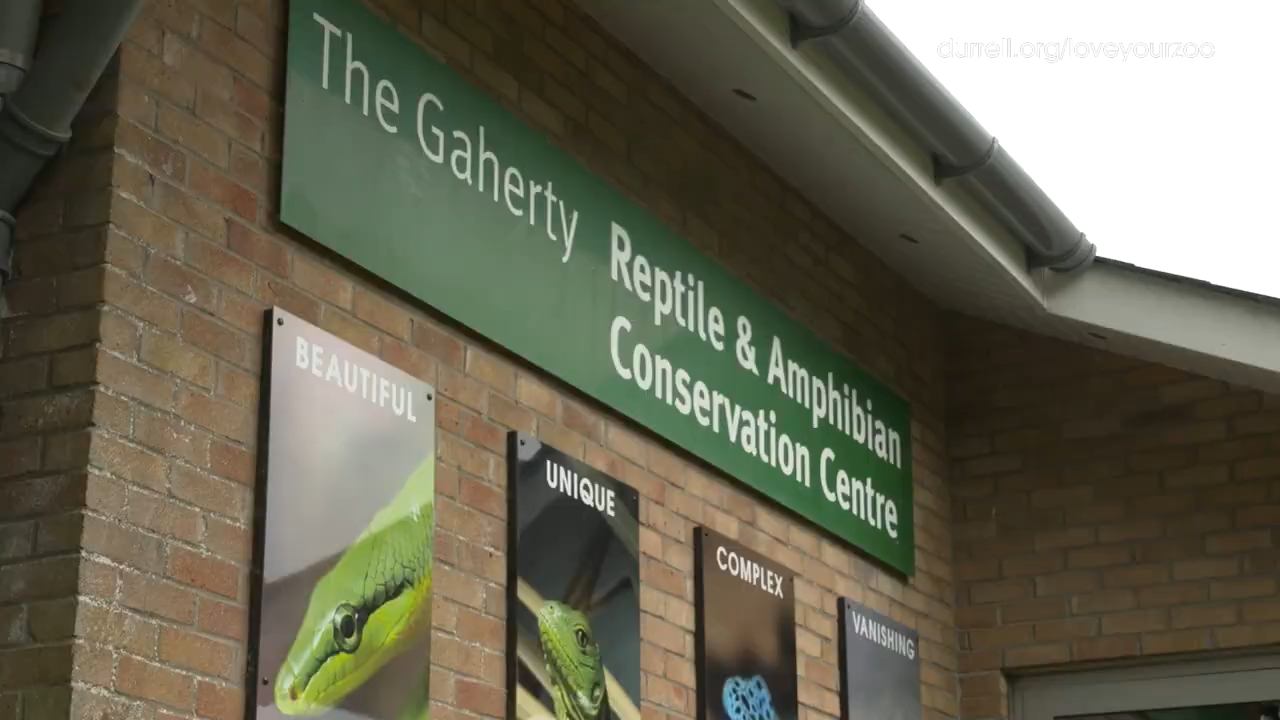 durrell.org/loveyourzoo
The Gaherty
Reptile & Amphibian
Conservation Centre
BEAUTIFUL
UNIQUE
COMPLEX
VANISHING